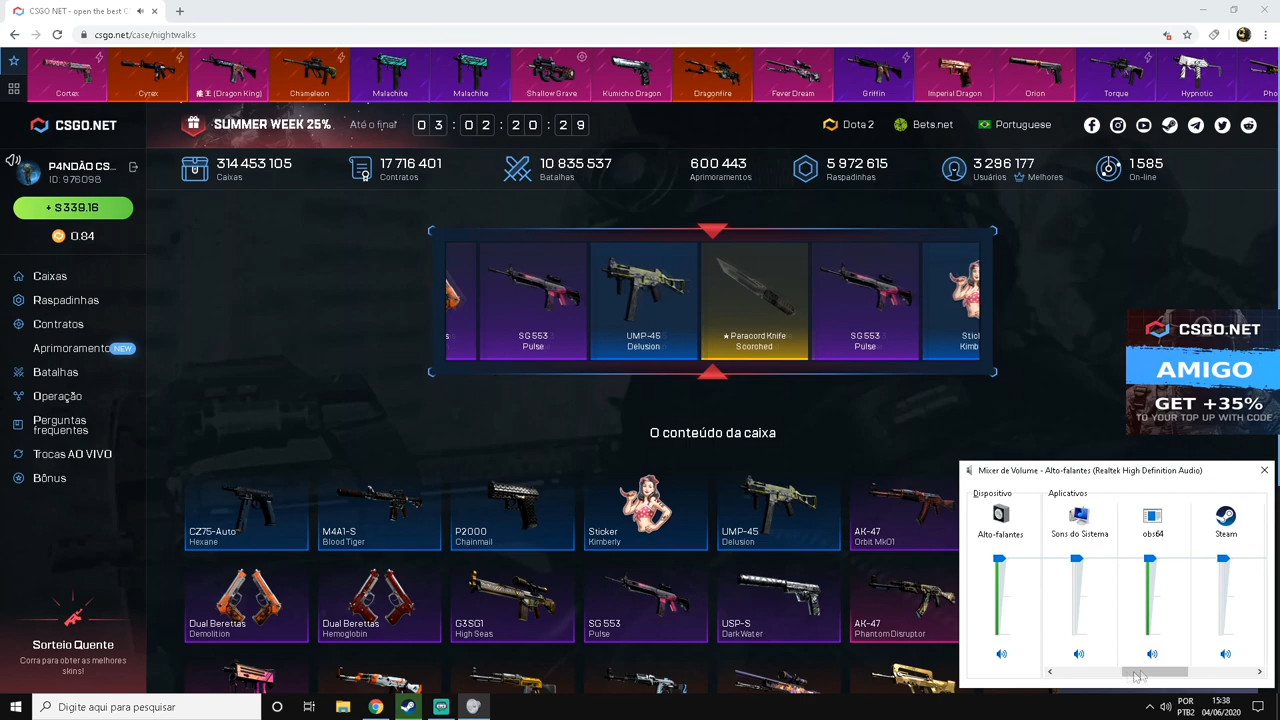 CSGO.NET - open the best C
csgo.net/case/nightwalks
Cortex
Cyrex
龍王 (Dragon King)
Chameleon
Malachite
Malachite
Shallow Grave
Kumicho Dragon
Dragonfire
Fever Dream
Griffin
Imperial Dragon
Orion
Torque
Hypnotic
Pho
CSGO.NET
SUMMER WEEK 25%
Até o final
03:02:20:29
Dota 2
Bets.net
Portuguese
P4NDÃO CS...
ID: 976098
314 453 105
Caixas
17 716 401
Contratos
10 835 537
Batalhas
600 443
Aprimoramentos
5 972 615
Raspadinhas
3 296 177
Usuários
Melhores
1 585
On-line
+ $ 339.16
0.84
Caixas
Raspadinhas
Contratos
Aprimoramento NEW
Batalhas
Operação
Perguntas
frequentes
Trocas AO VIVO
Bônus
Sorteio Quente
Corra para obter as melhores
skins!
SG 553
Pulse
UMP-45
Delusion
★ Paracord Knife
Scorched
SG 553
Pulse
Stic
Kimb
CSGO.NET
AMIGO
GET +35%
TO YOUR TOP UP WITH CODE
O conteúdo da caixa
CZ75-Auto
Hexane
M4A1-S
Blood Tiger
P2000
Chainmail
Sticker
Kimberly
UMP-45
Delusion
AK-47
Orbit Mk01
Dual Berettas
Demolition
Dual Berettas
Hemoglobin
G3SG1
High Seas
SG 553
Pulse
USP-S
Dark Water
AK-47
Phantom Disruptor
Mixer de Volume - Alto-falantes (Realtek High Definition Audio)
Dispositivo
Aplicativos
Alto-falantes
Sons do Sistema
obs64
Steam
Digite aqui para pesquisar
POR
PTB2
15:38
04/06/2020